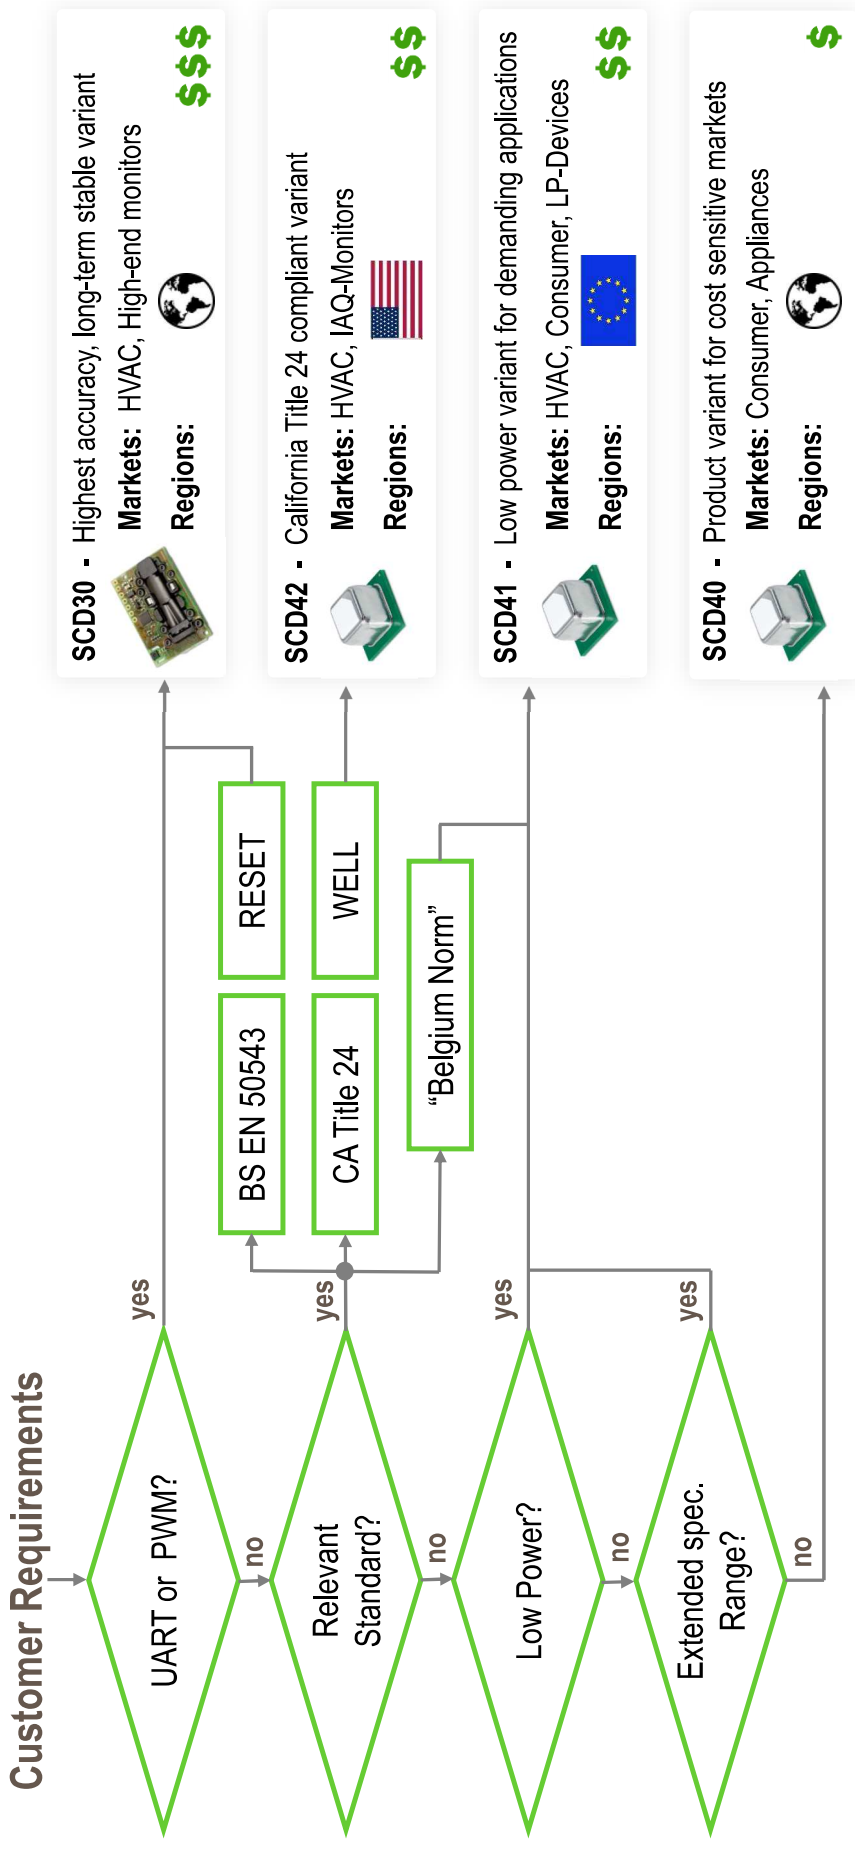 Customer Requirements
UART or PWM?
yes
no
Relevant
Standard?
yes
no
Low Power?
yes
no
Extended spec.
Range?
yes
no
BS EN 50543
RESET
CA Title 24
WELL
“Belgium Norm”
SCD30 - Highest accuracy, long-term stable variant
Markets: HVAC, High-end monitors
Regions:
$$$
SCD42 - California Title 24 compliant variant
Markets: HVAC, IAQ-Monitors
Regions:
$$
SCD41 - Low power variant for demanding applications
Markets: HVAC, Consumer, LP-Devices
Regions:
$$
SCD40 - Product variant for cost sensitive markets
Markets: Consumer, Appliances
Regions:
$